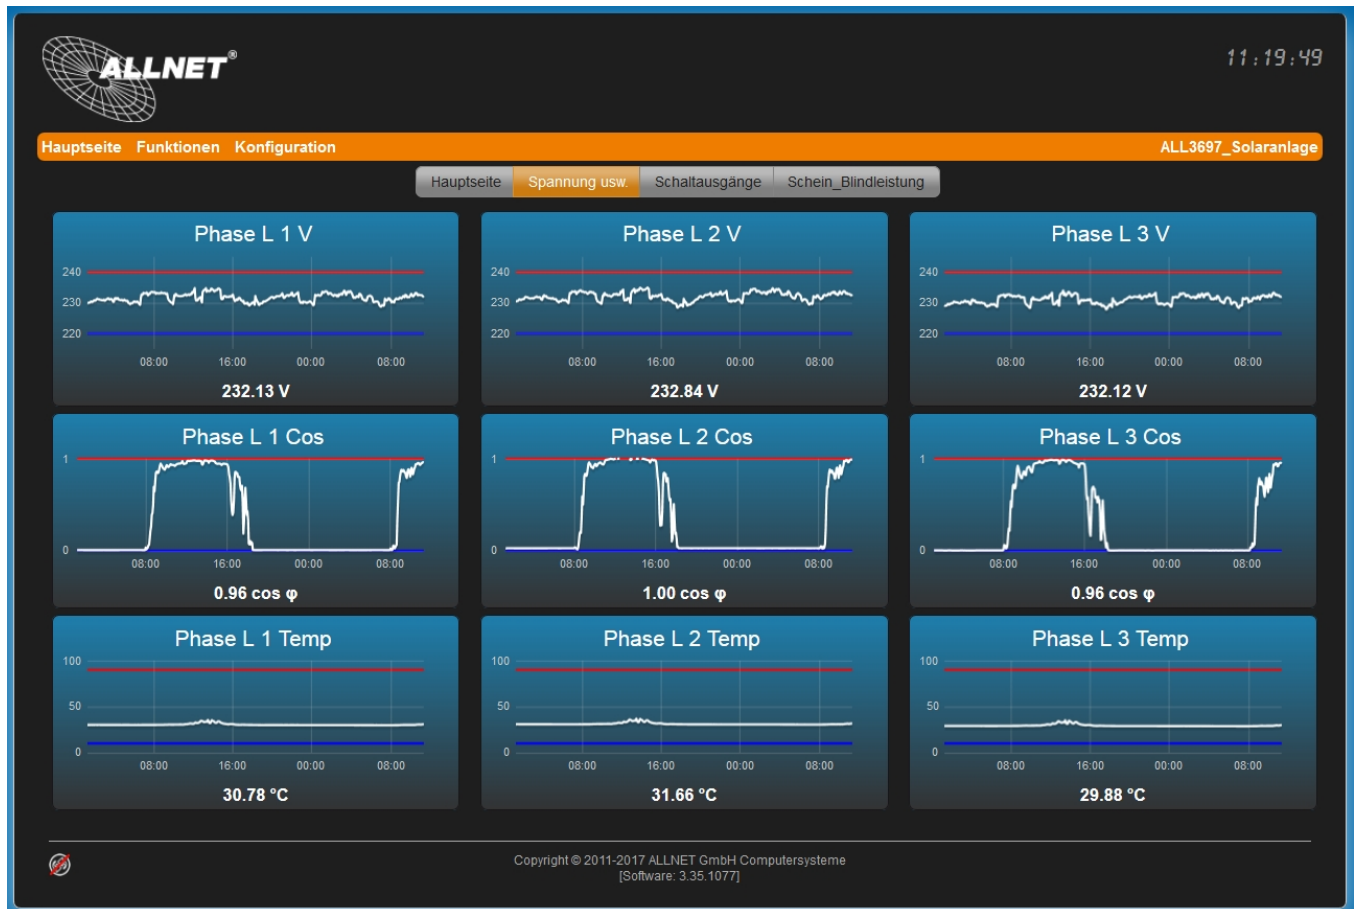 ALLNET®
11:19:49
Hauptseite Funktionen Konfiguration ALL3697_Solaranlage
Hauptseite Spannung usw. Schaltausgänge Schein_Blindleistung
Phase L 1 V
240
230
220
08:00 16:00 00:00 08:00
232.13 V
Phase L 2 V
240
230
220
08:00 16:00 00:00 08:00
232.84 V
Phase L 3 V
240
230
220
08:00 16:00 00:00 08:00
232.12 V
Phase L 1 Cos
1
0
08:00 16:00 00:00 08:00
0.96 cos φ
Phase L 2 Cos
1
0
08:00 16:00 00:00 08:00
1.00 cos φ
Phase L 3 Cos
1
0
08:00 16:00 00:00 08:00
0.96 cos φ
Phase L 1 Temp
100
50
0
08:00 16:00 00:00 08:00
30.78 °C
Phase L 2 Temp
100
50
0
08:00 16:00 00:00 08:00
31.66 °C
Phase L 3 Temp
100
50
0
08:00 16:00 00:00 08:00
29.88 °C
Copyright © 2011-2017 ALLNET GmbH Computersysteme
[Software: 3.35.1077]